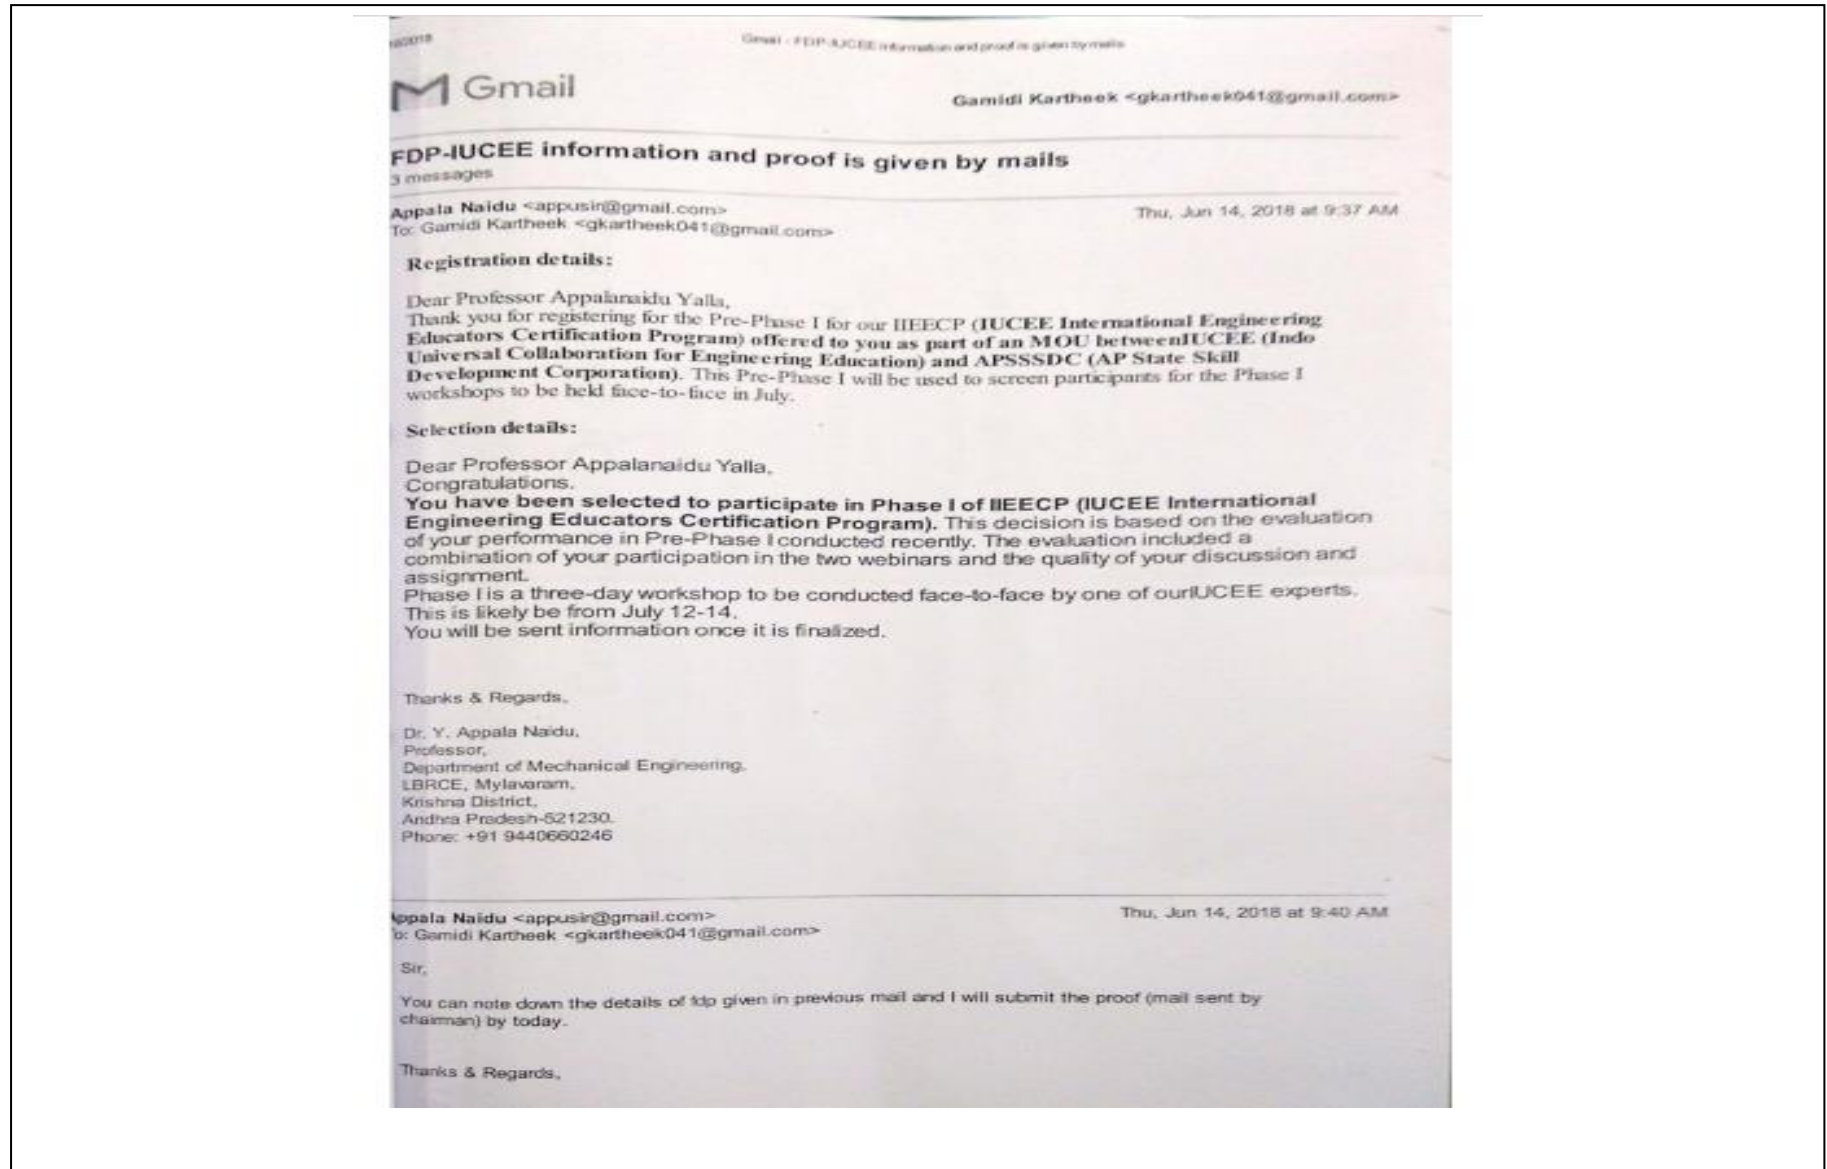 Gmail - FDP-IUCEE information and proof is given by mails
Gmail
Gamidi Kartheek <gkartheek041@gmail.com>
FDP-IUCEE information and proof is given by mails
3 messages
Appala Naidu <appusir@gmail.com>
Thu, Jun 14, 2018 at 9:37 AM
To: Gamidi Kartheek <gkartheek041@gmail.com>
Registration details:
Dear Professor Appalanaidu Yalla,
Thank you for registering for the Pre-Phase I for our IIEECP (IUCEE International Engineering
Educators Certification Program) offered to you as part of an MOU betweenIUCEE (Indo
Universal Collaboration for Engineering Education) and APSSSDC (AP State Skill
Development Corporation). This Pre-Phase I will be used to screen participants for the Phase I
workshops to be held face-to-face in July.
Selection details:
Dear Professor Appalanaidu Yalla,
Congratulations.
You have been selected to participate in Phase I of IIEECP (IUCEE International
Engineering Educators Certification Program). This decision is based on the evaluation
of your performance in Pre-Phase I conducted recently. The evaluation included a
combination of your participation in the two webinars and the quality of your discussion and
assignment.
Phase I is a three-day workshop to be conducted face-to-face by one of ourIUCEE experts.
This is likely be from July 12-14.
You will be sent information once it is finalized.
Thanks & Regards,
Dr. Y. Appala Naidu,
Professor,
Department of Mechanical Engineering,
LBRCE, Mylavaram,
Krishna District,
Andhra Pradesh-521230.
Phone: +91 9440660246
Appala Naidu <appusir@gmail.com>
Thu, Jun 14, 2018 at 9:40 AM
To: Gamidi Kartheek <gkartheek041@gmail.com>
Sir,
You can note down the details of fdp given in previous mail and I will submit the proof (mail sent by
chairman) by today.
Thanks & Regards,